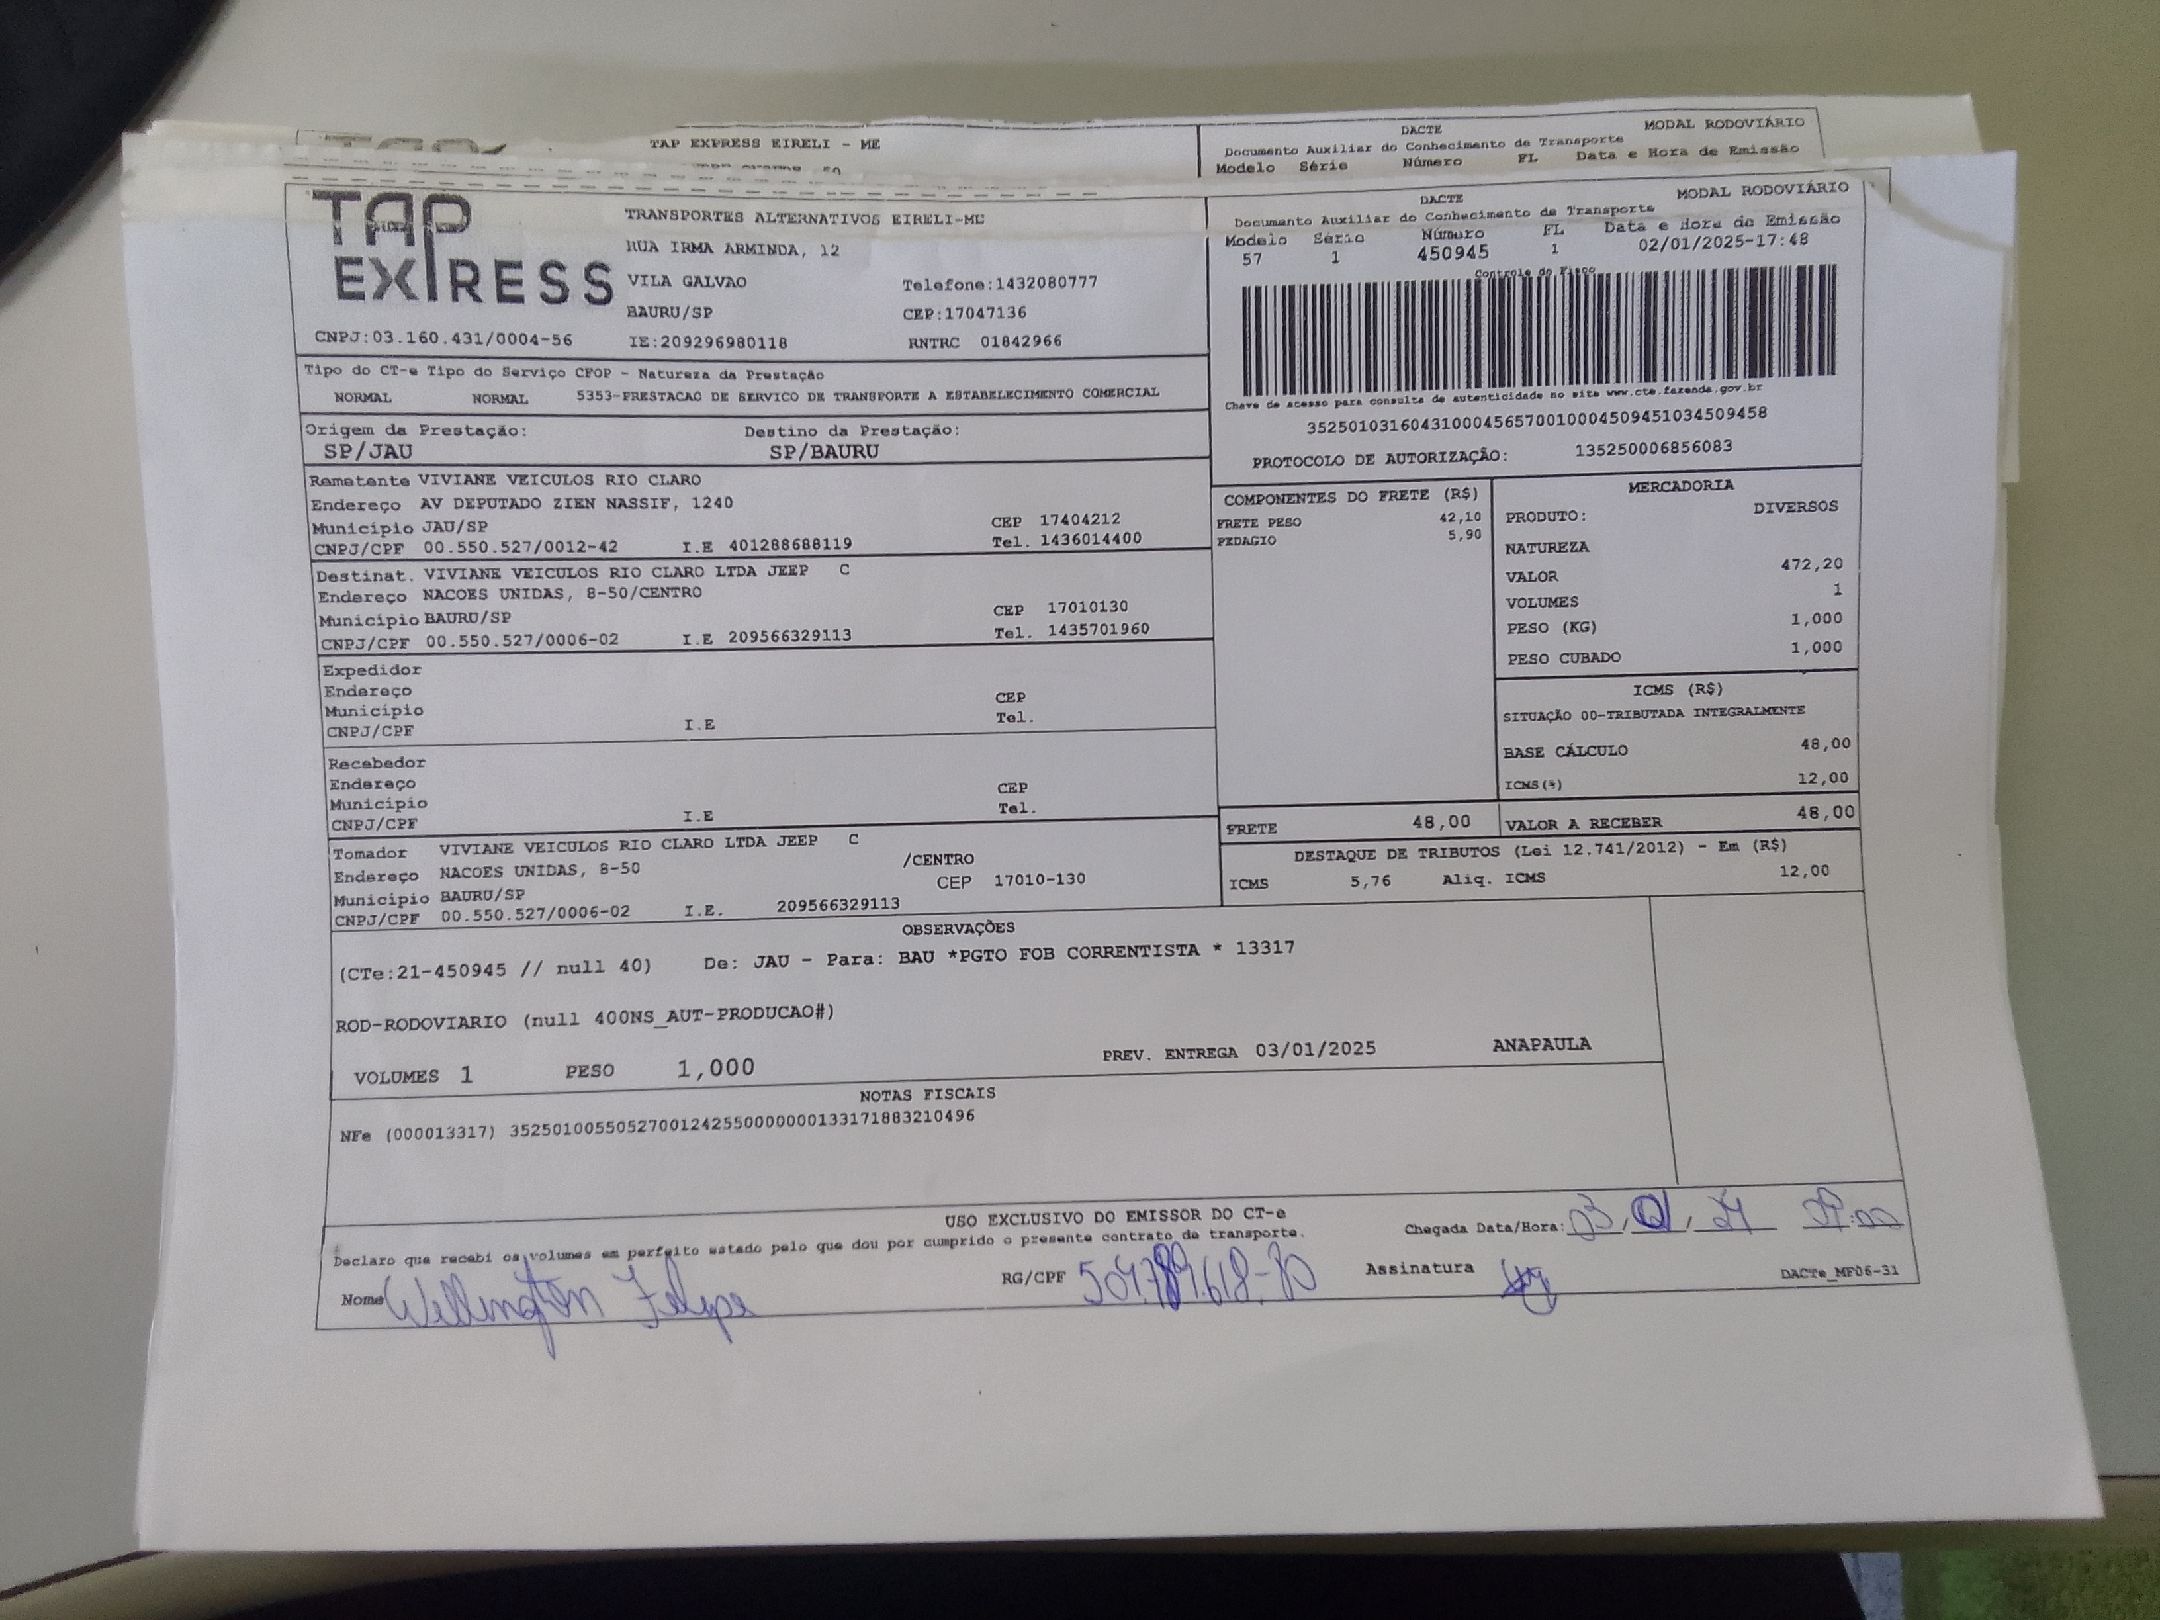 TAP EXPRESS EIRELI - ME
DACTE
MODAL RODOVIÁRIO
Documento Auxiliar do Conhecimento de Transporte
Modelo Série Número FL Data e Hora de Emissão
TAP EXPRESS
TRANSPORTES ALTERNATIVOS EIRELI-ME
RUA IRMA ARMINDA, 12
VILA GALVAO Telefone:1432080777
BAURU/SP CEP:17047136
CNPJ:03.160.431/0004-56 IE:209296980118 RNTRC 01842966
DACTE
MODAL RODOVIÁRIO
Documento Auxiliar do Conhecimento de Transporte
Modelo Série Número FL Data e Hora de Emissão
57 1 450945 1 02/01/2025-17:48
Controle do Fisco
Chave de acesso para consulta de autenticidade no site www.cte.fazenda.gov.br
35250103160431000456570010004509451034509458
PROTOCOLO DE AUTORIZAÇÃO: 135250006856083
Tipo do CT-e Tipo do Serviço CFOP - Natureza da Prestação
NORMAL NORMAL 5353-PRESTACAO DE SERVICO DE TRANSPORTE A ESTABELECIMENTO COMERCIAL
Origem da Prestação: Destino da Prestação:
SP/JAU SP/BAURU
Remetente VIVIANE VEICULOS RIO CLARO
Endereço AV DEPUTADO ZIEN NASSIF, 1240
Município JAU/SP CEP 17404212
CNPJ/CPF 00.550.527/0012-42 I.E 401288688119 Tel. 1436014400
Destinat. VIVIANE VEICULOS RIO CLARO LTDA JEEP C
Endereço NACOES UNIDAS, 8-50/CENTRO
Município BAURU/SP CEP 17010130
CNPJ/CPF 00.550.527/0006-02 I.E 209566329113 Tel. 1435701960
Expedidor
Endereço
Município CEP
CNPJ/CPF I.E Tel.
Recebedor
Endereço
Município CEP
CNPJ/CPF I.E Tel.
Tomador VIVIANE VEICULOS RIO CLARO LTDA JEEP C
Endereço NACOES UNIDAS, 8-50 /CENTRO
Município BAURU/SP CEP 17010-130
CNPJ/CPF 00.550.527/0006-02 I.E. 209566329113
COMPONENTES DO FRETE (R$)
FRETE PESO 42,10
PEDAGIO 5,90
MERCADORIA
PRODUTO: DIVERSOS
NATUREZA
VALOR 472,20
VOLUMES 1
PESO (KG) 1,000
PESO CUBADO 1,000
ICMS (R$)
SITUAÇÃO 00-TRIBUTADA INTEGRALMENTE
BASE CÁLCULO 48,00
ICMS(%) 12,00
FRETE 48,00 VALOR A RECEBER 48,00
DESTAQUE DE TRIBUTOS (Lei 12.741/2012) - Em (R$)
ICMS 5,76 Aliq. ICMS 12,00
OBSERVAÇÕES
(CTe:21-450945 // null 40) De: JAU - Para: BAU *PGTO FOB CORRENTISTA * 13317
ROD-RODOVIARIO (null 400NS_AUT-PRODUCAO#)
VOLUMES 1 PESO 1,000 PREV. ENTREGA 03/01/2025 ANAPAULA
NOTAS FISCAIS
NFe (000013317) 35250100550527001242550000000133171883210496
USO EXCLUSIVO DO EMISSOR DO CT-e
Declaro que recebi os volumes em perfeito estado pelo que dou por cumprido o presente contrato de transporte.
Chegada Data/Hora: 03
Nome Wellington Felipe RG/CPF Assinatura DACTe_MF06-31